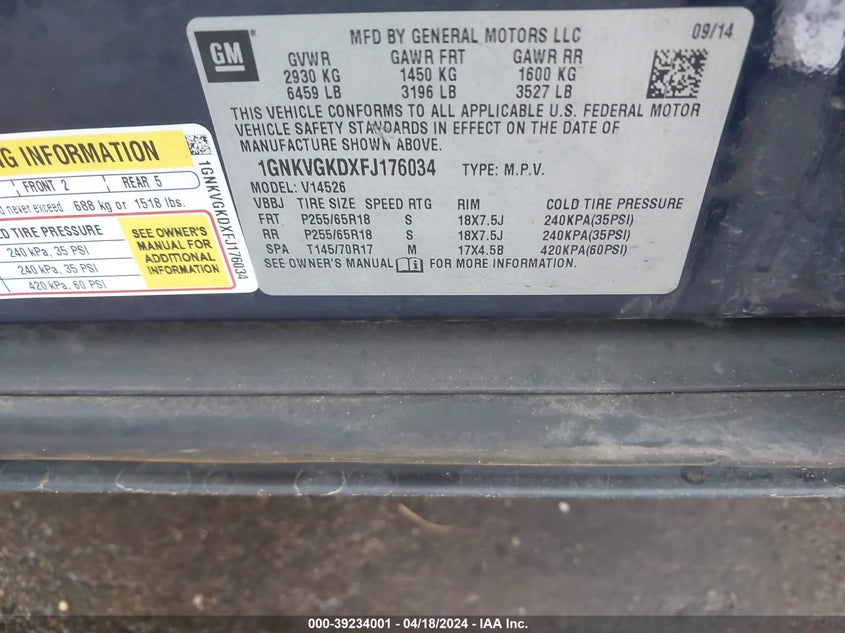 GM
MFD BY GENERAL MOTORS LLC 09/14
GVWR GAWR FRT GAWR RR
2930 KG 1450 KG 1600 KG
6459 LB 3196 LB 3527 LB
THIS VEHICLE CONFORMS TO ALL APPLICABLE U.S. FEDERAL MOTOR
VEHICLE SAFETY STANDARDS IN EFFECT ON THE DATE OF
MANUFACTURE SHOWN ABOVE.
1GNKVGKDXFJ176034 TYPE: M.P.V.
MODEL: V14526
VBBJ TIRE SIZE SPEED RTG RIM COLD TIRE PRESSURE
FRT P255/65R18 S 18X7.5J 240KPA(35PSI)
RR P255/65R18 S 18X7.5J 240KPA(35PSI)
SPA T145/70R17 M 17X4.5B 420KPA(60PSI)
SEE OWNER'S MANUAL FOR MORE INFORMATION.
NG INFORMATION
FRONT 2 REAR 5
never exceed 688 kg or 1518 lbs.
TIRE PRESSURE
240 kPa, 35 PSI
240 kPa, 35 PSI
420 kPa, 60 PSI
SEE OWNER'S
MANUAL FOR
ADDITIONAL
INFORMATION
1GNKVGKDXFJ176034
000-39234001 - 04/18/2024 - IAA Inc.